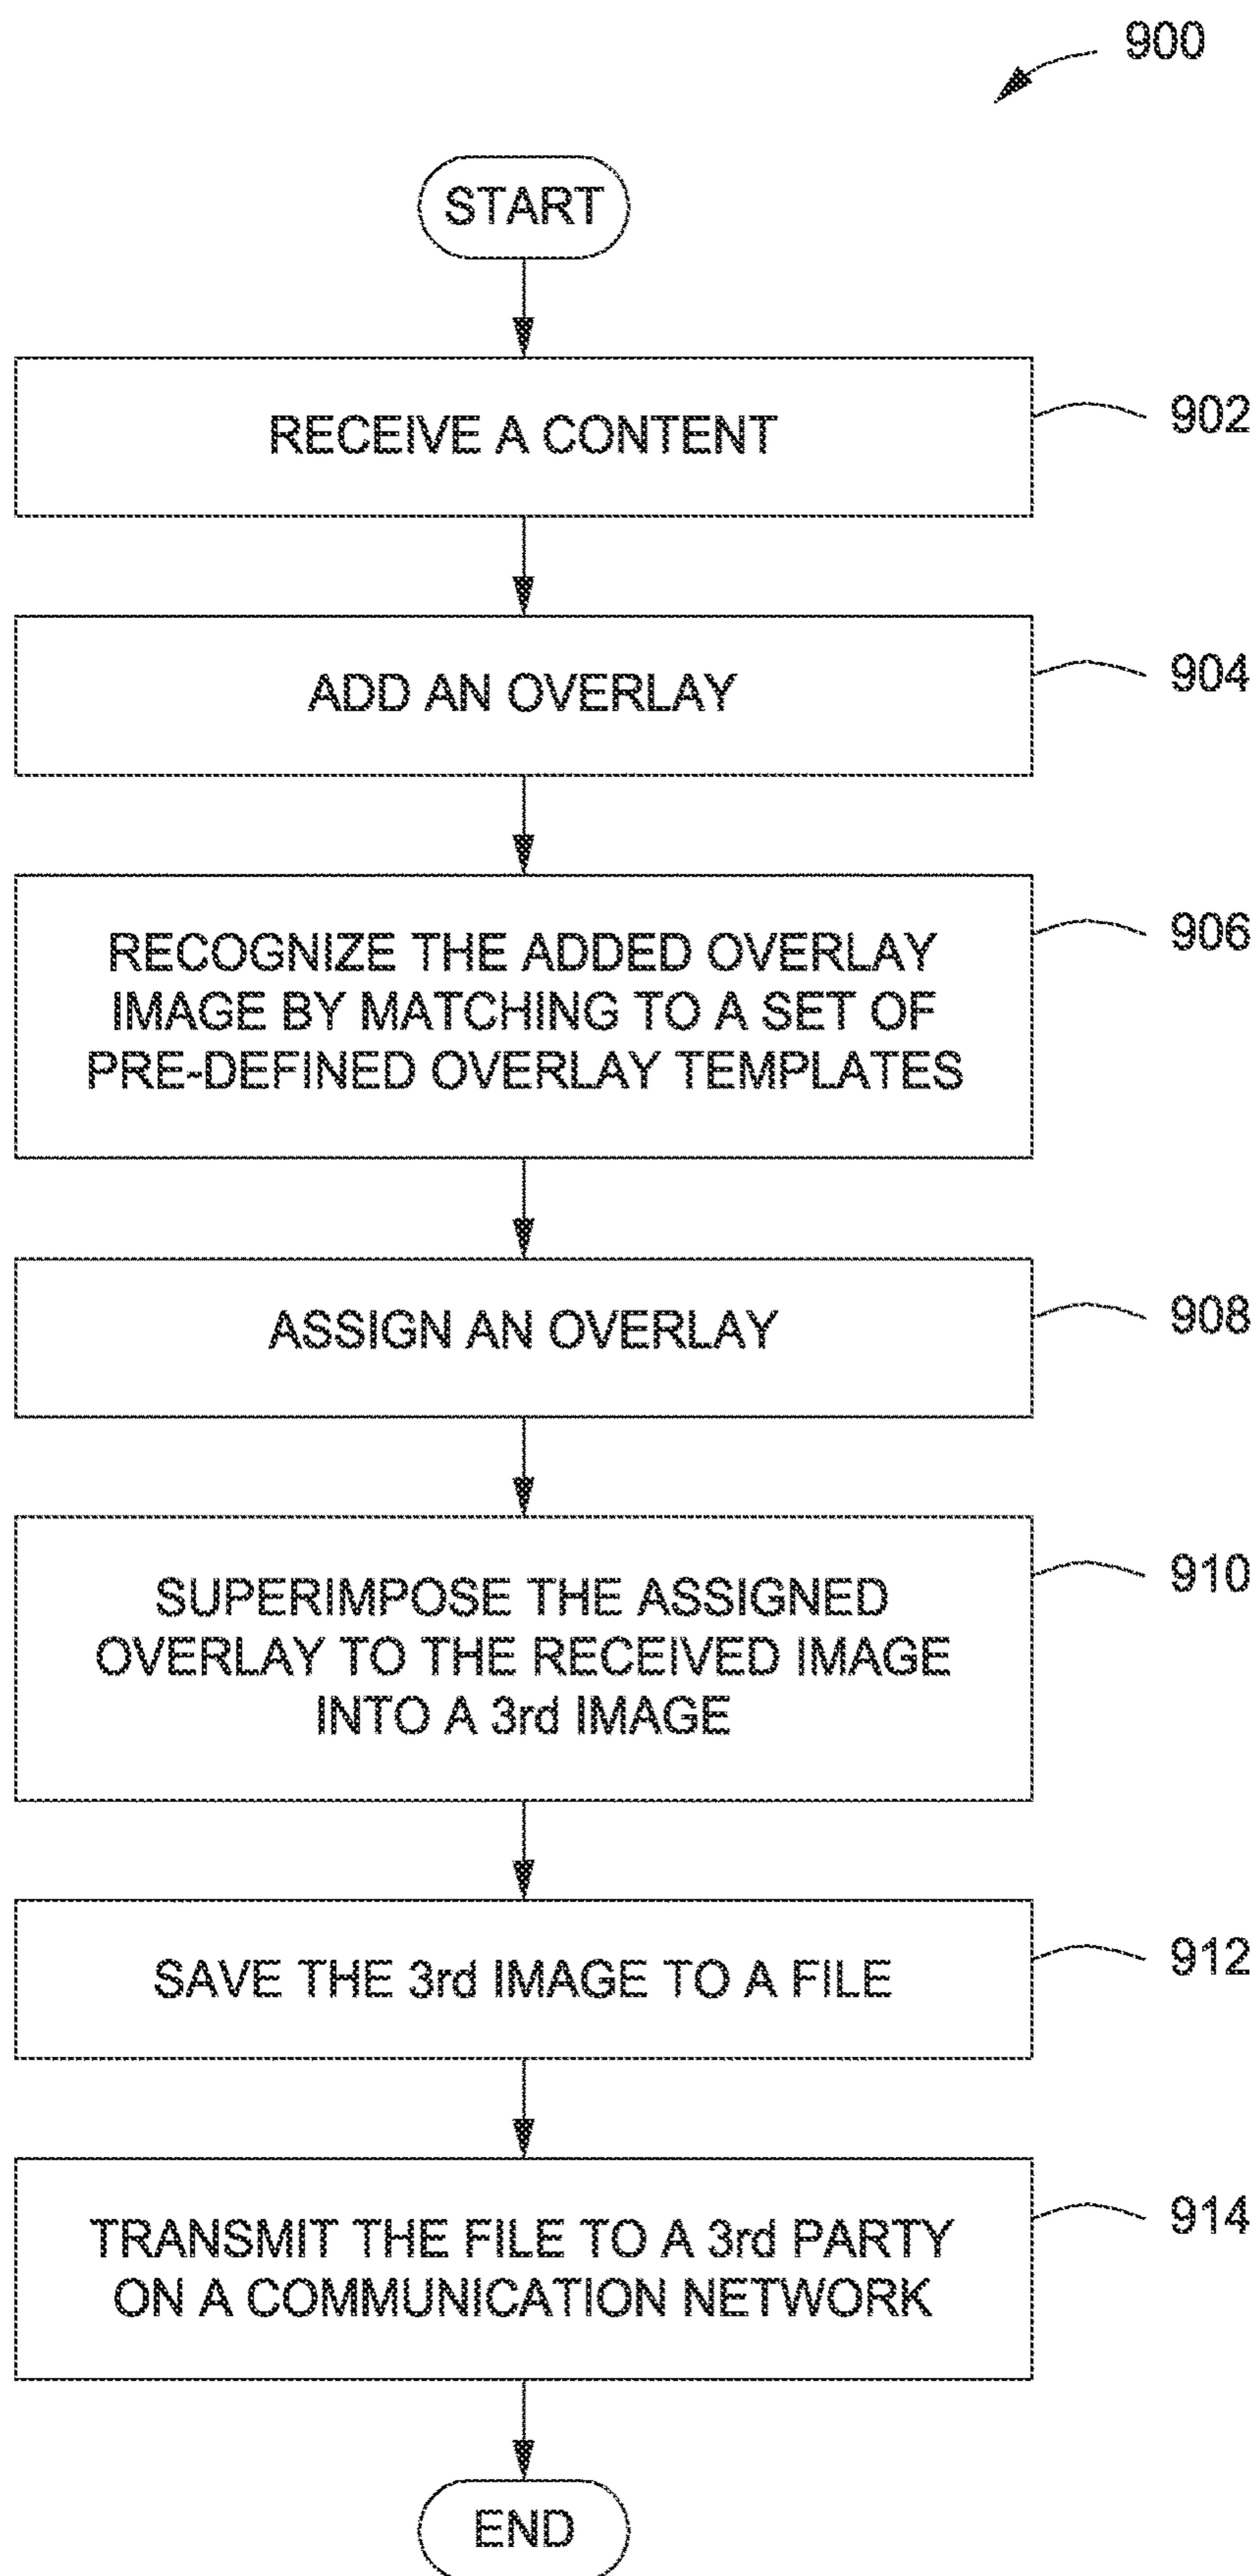 900
START
RECEIVE A CONTENT
902
ADD AN OVERLAY
904
RECOGNIZE THE ADDED OVERLAY
IMAGE BY MATCHING TO A SET OF
PRE-DEFINED OVERLAY TEMPLATES
906
ASSIGN AN OVERLAY
908
SUPERIMPOSE THE ASSIGNED
OVERLAY TO THE RECEIVED IMAGE
INTO A 3rd IMAGE
910
SAVE THE 3rd IMAGE TO A FILE
912
TRANSMIT THE FILE TO A 3rd PARTY
ON A COMMUNICATION NETWORK
914
END